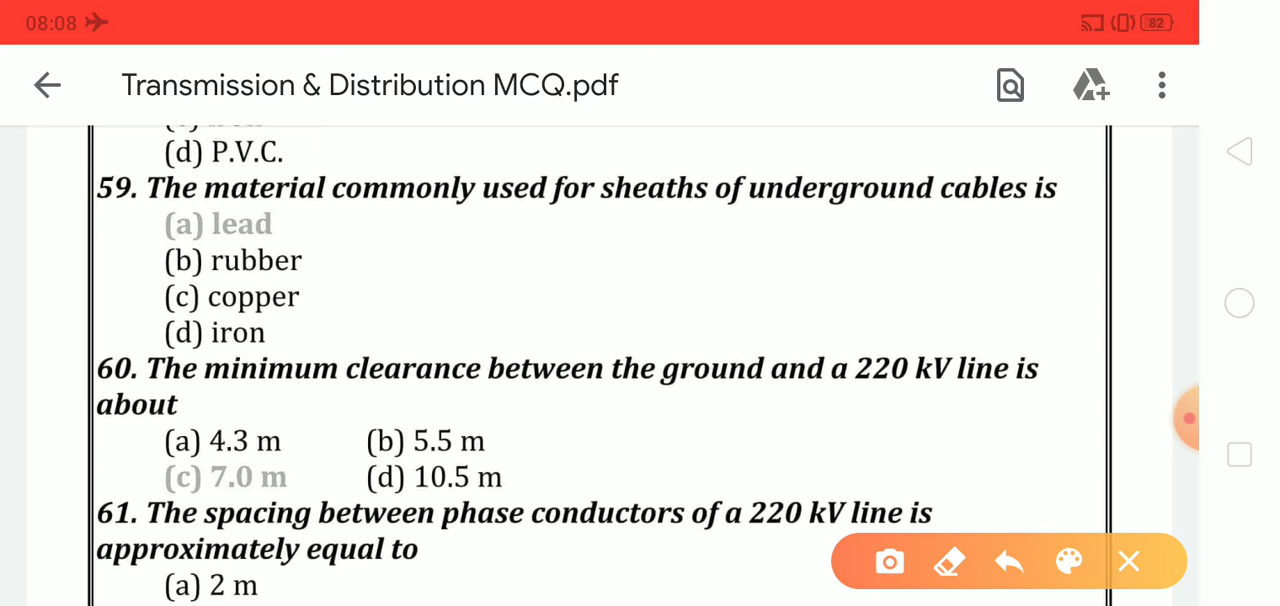 08:08
82
Transmission & Distribution MCQ.pdf
(d) P.V.C.
59. The material commonly used for sheaths of underground cables is
(a) lead
(b) rubber
(c) copper
(d) iron
60. The minimum clearance between the ground and a 220 kV line is
about
(a) 4.3 m (b) 5.5 m
(c) 7.0 m (d) 10.5 m
61. The spacing between phase conductors of a 220 kV line is
approximately equal to
(a) 2 m